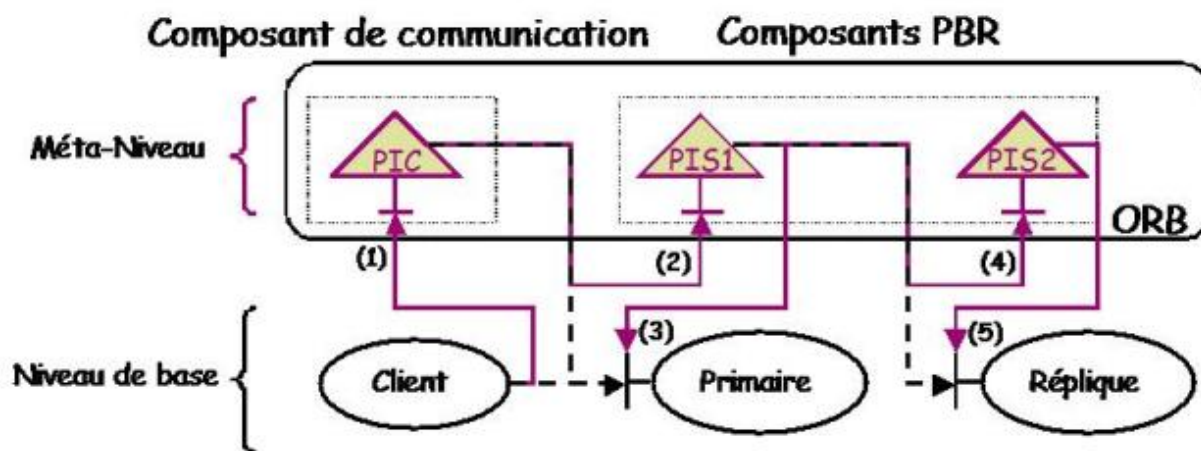 Composant de communication
Composants PBR
Méta-Niveau
PIC
PIS1
PIS2
ORB
(1)
(2)
(4)
(3)
(5)
Niveau de base
Client
Primaire
Réplique